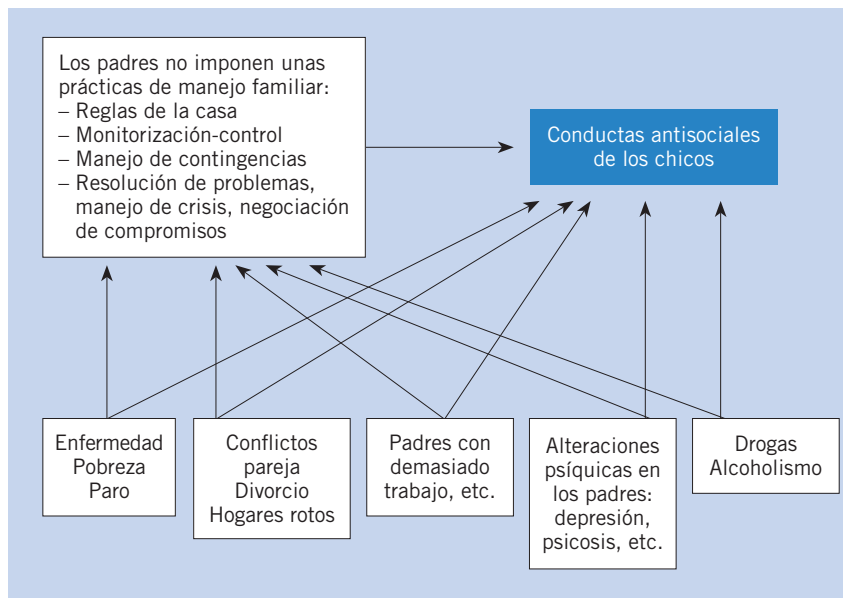 Los padres no imponen unas
prácticas de manejo familiar:
– Reglas de la casa
– Monitorización-control
– Manejo de contingencias
– Resolución de problemas,
manejo de crisis, negociación
de compromisos
Conductas antisociales
de los chicos
Enfermedad
Pobreza
Paro
Conflictos
pareja
Divorcio
Hogares rotos
Padres con
demasiado
trabajo, etc.
Alteraciones
psíquicas en
los padres:
depresión,
psicosis, etc.
Drogas
Alcoholismo